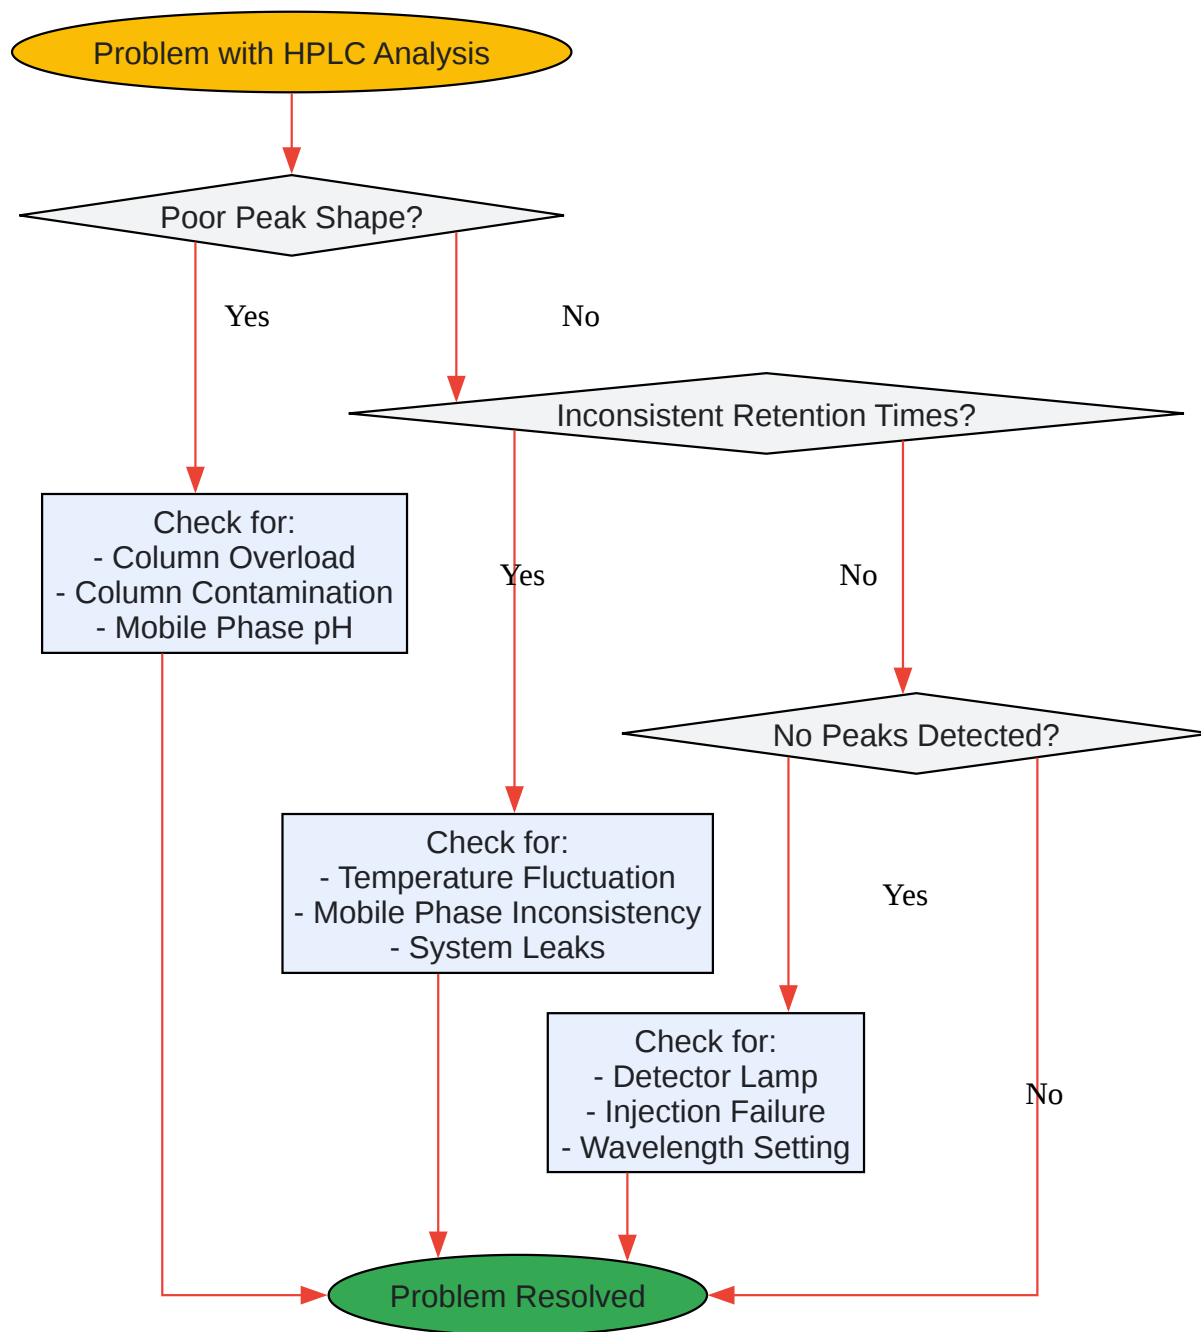 Problem with HPLC Analysis
Poor Peak Shape?
Yes
No
Inconsistent Retention Times?
Check for:
- Column Overload
- Column Contamination
- Mobile Phase pH
Yes
No
No Peaks Detected?
Check for:
- Temperature Fluctuation
- Mobile Phase Inconsistency
- System Leaks
Yes
Check for:
- Detector Lamp
- Injection Failure
- Wavelength Setting
No
Problem Resolved